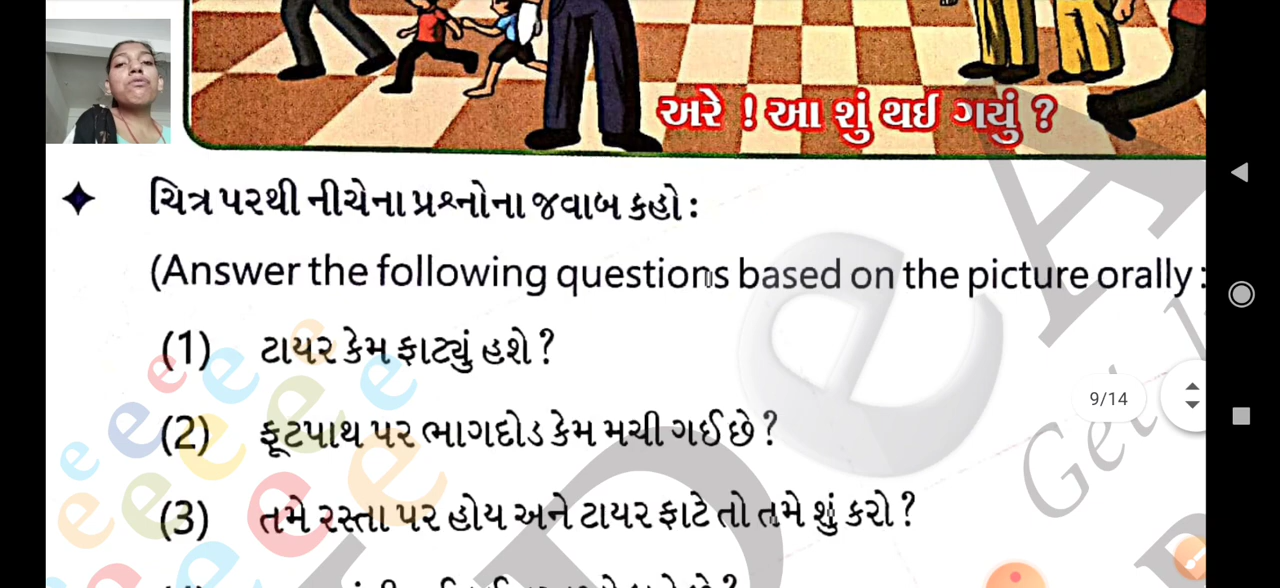 અરે ! આ શું થઈ ગયું ?
ચિત્ર પરથી નીચેના પ્રશ્નોના જવાબ કહો :
(Answer the following questions based on the picture orally :
(1) ટાયર કેમ ફાટ્યું હશે ?
(2) ફૂટપાથ પર ભાગદોડ કેમ મચી ગઈ છે ?
(3) તમે રસ્તા પર હોય અને ટાયર ફાટે તો તમે શું કરો ?
9/14